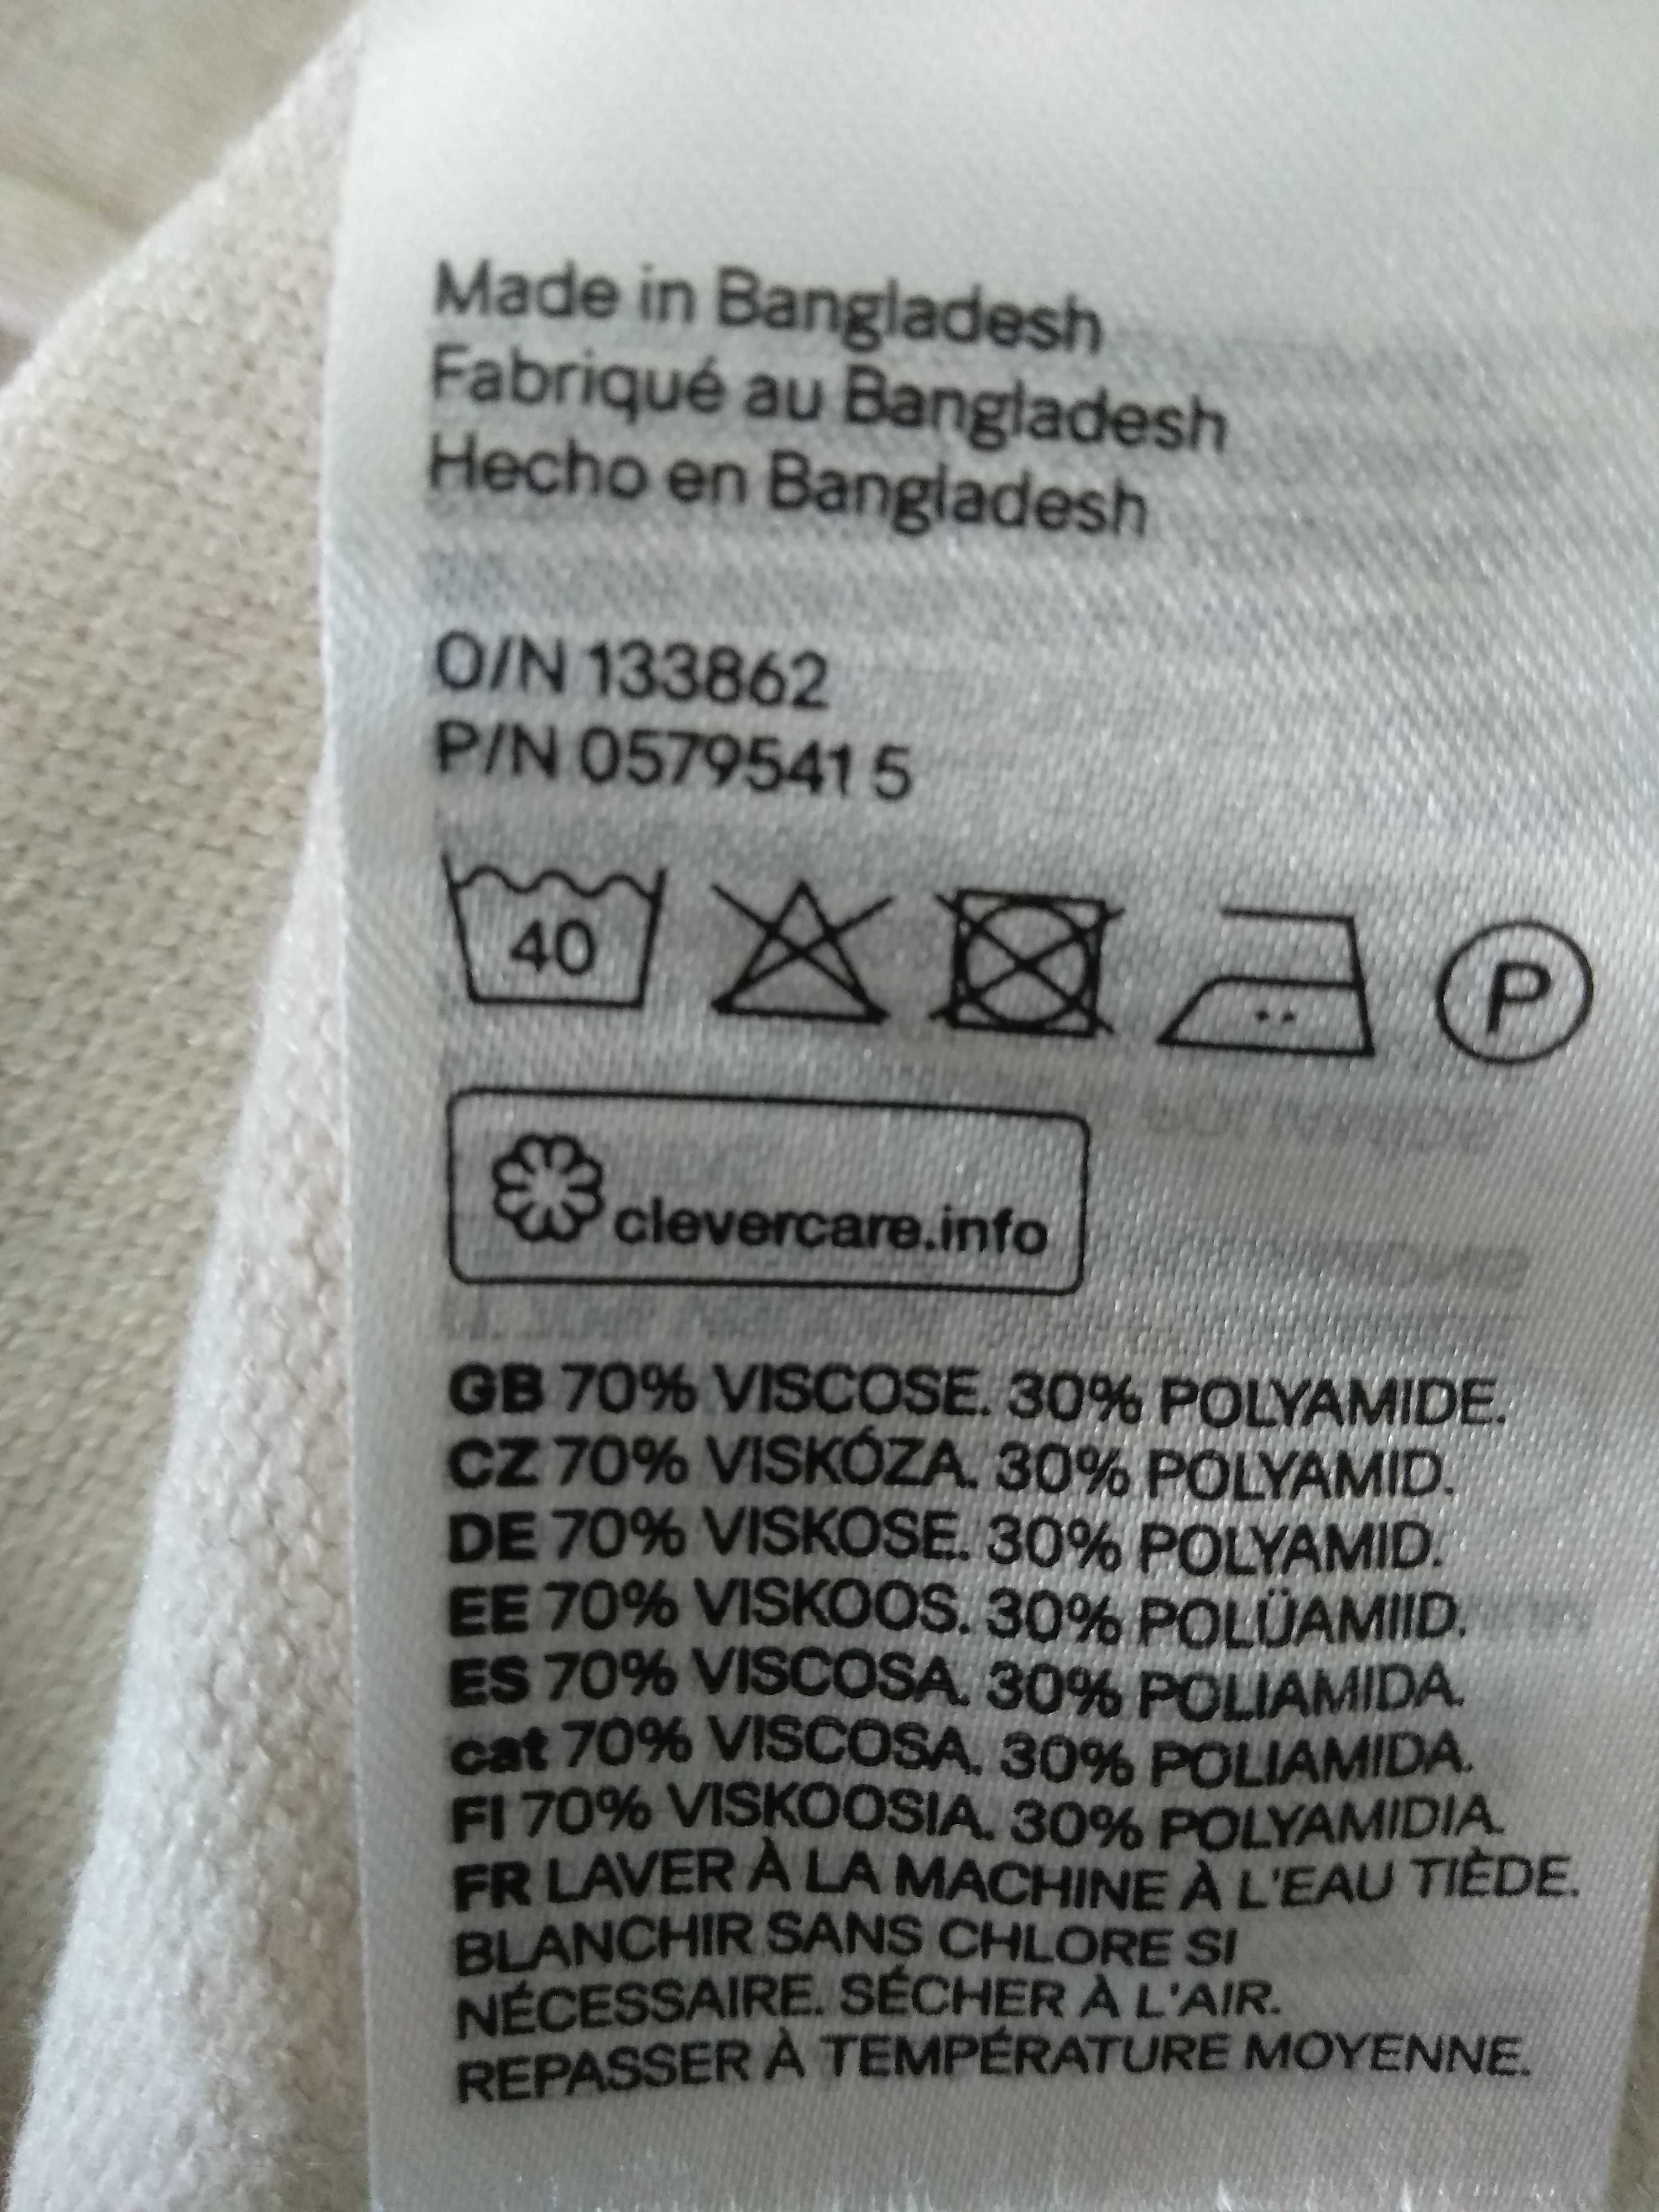 Made in Bangladesh
Fabriqué au Bangladesh
Hecho en Bangladesh
O/N 133862
P/N 05795415
40 P
clevercare.info
GB 70% VISCOSE. 30% POLYAMIDE.
CZ 70% VISKÓZA. 30% POLYAMID.
DE 70% VISKOSE. 30% POLYAMID.
EE 70% VISKOOS. 30% POLÜAMIID.
ES 70% VISCOSA. 30% POLIAMIDA.
cat 70% VISCOSA. 30% POLIAMIDA.
FI 70% VISKOOSIA. 30% POLYAMIDIA.
FR LAVER À LA MACHINE À L'EAU TIÈDE.
BLANCHIR SANS CHLORE SI
NÉCESSAIRE. SÉCHER À L'AIR.
REPASSER À TEMPÉRATURE MOYENNE.